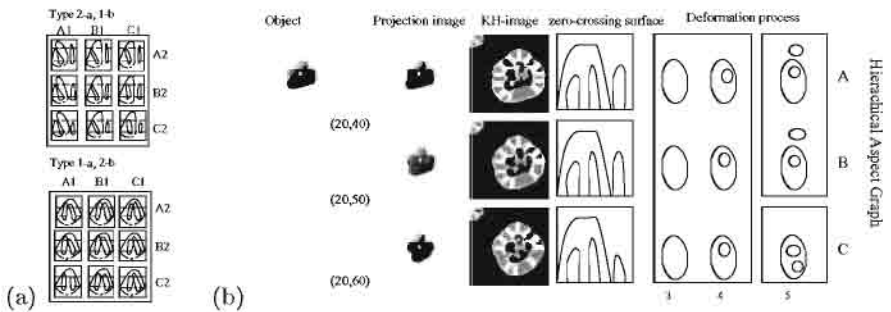 Type 2-a, 1-b
A1 B1 C1
A2
B2
C2
Type 1-a, 2-b
A1 B1 C1
A2
B2
C2
(a)
(b)
Object Projection image KH-image zero-crossing surface Deformation process
(20,40)
(20,50)
(20,60)
A
B
C
3 4 5
Hierachical Aspect Graph